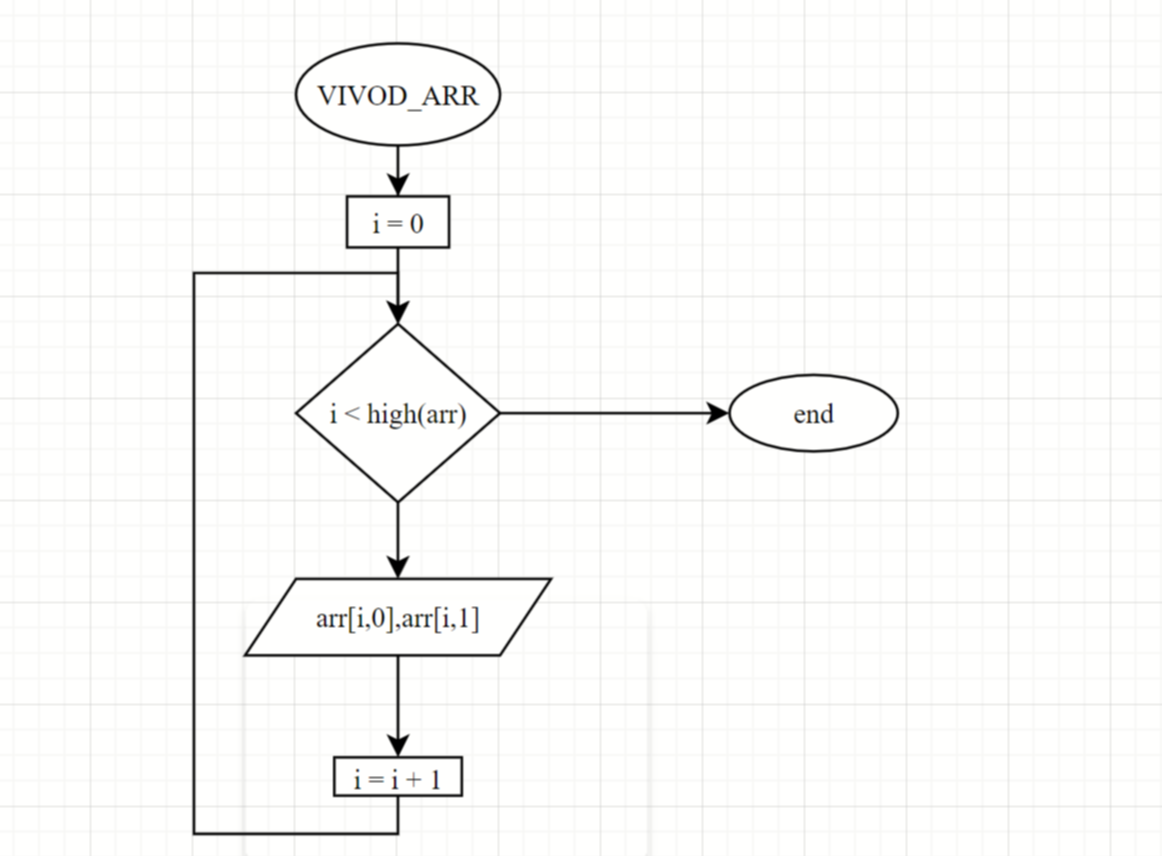 VIVOD_ARR
i = 0
i < high(arr)
end
arr[i,0],arr[i,1]
i = i + 1